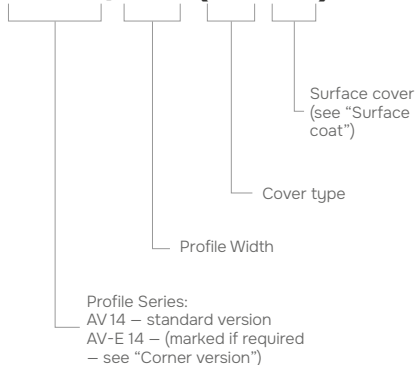 Surface cover
(see “Surface
coat”)
Cover type
Profile Width
Profile Series:
AV 14 — standard version
AV-E 14 — (marked if required
— see “Corner version”)